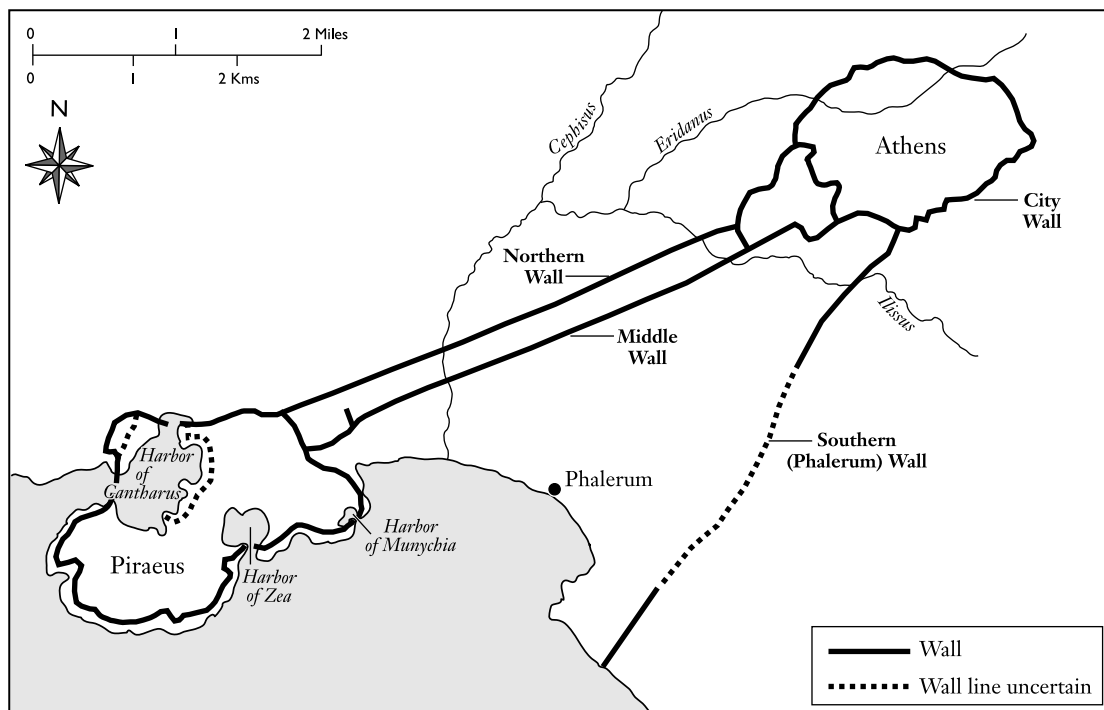 0 1 2 Miles
0 1 2 Kms
N
Cephisus
Eridanus
Athens
City
Wall
Northern
Wall
Ilissus
Middle
Wall
Southern
(Phalerum) Wall
Harbor
of
Cantharus
Phalerum
Harbor
of Munychia
Piraeus
Harbor
of Zea
Wall
Wall line uncertain